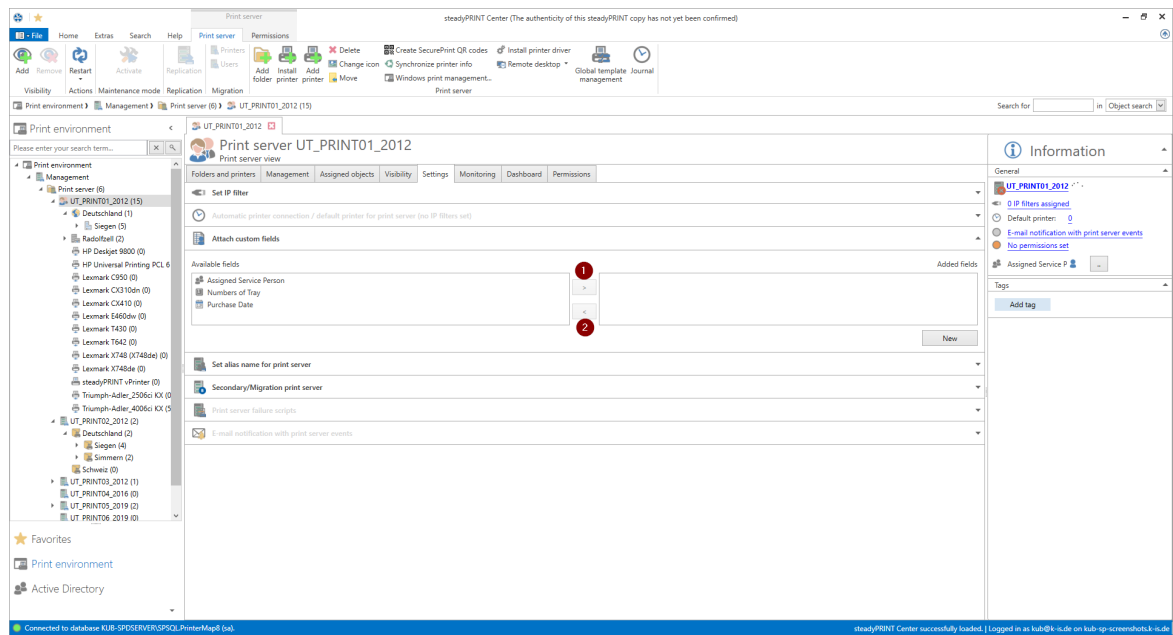 Print server
steadyPRINT Center (The authenticity of this steadyPRINT copy has not yet been confirmed)
File Home Extras Search Help Print server Permissions
Add Remove Restart Activate Replication Printers Users Add folder Install printer Add printer Delete Change icon Move Create SecurePrint QR codes Synchronize printer info Windows print management... Install printer driver Remote desktop Global template management Journal
Visibility Actions Maintenance mode Replication Migration Print server
Print environment Management Print server (6) UT_PRINT01_2012 (15) Search for in Object search
Print environment
Please enter your search term...
Print environment
Management
Print server (6)
UT_PRINT01_2012 (15)
Deutschland (1)
Siegen (5)
Radolfzell (2)
HP Deskjet 9800 (0)
HP Universal Printing PCL 6
Lexmark C950 (0)
Lexmark CX310dn (0)
Lexmark CX410 (0)
Lexmark E460dw (0)
Lexmark T430 (0)
Lexmark T642 (0)
Lexmark X748 (X748de) (0)
Lexmark X748de (0)
steadyPRINT vPrinter (0)
Triumph-Adler_2506ci KX (0
Triumph-Adler_4006ci KX (5
UT_PRINT02_2012 (2)
Deutschland (2)
Siegen (4)
Simmern (2)
Schweiz (0)
UT_PRINT03_2012 (1)
UT_PRINT04_2016 (0)
UT_PRINT05_2019 (2)
UT_PRINT06_2019 (0)
Favorites
Print environment
Active Directory
UT_PRINT01_2012
Print server UT_PRINT01_2012
Print server view
Folders and printers Management Assigned objects Visibility Settings Monitoring Dashboard Permissions
Set IP filter
Automatic printer connection / default printer for print server (no IP filters set)
Attach custom fields
Available fields Added fields
Assigned Service Person
Numbers of Tray
Purchase Date
1
>
<
2
New
Set alias name for print server
Secondary/Migration print server
Print server failure scripts
E-mail notification with print server events
Information
General
UT_PRINT01_2012
0 IP filters assigned
Default printer: 0
E-mail notification with print server events
No permissions set
Assigned Service P ..
Tags
Add tag
Connected to database KUB-SPDSERVER\SPSQL.PrinterMap8 (sa). steadyPRINT Center successfully loaded. | Logged in as kub@k-is.de on kub-sp-screenshots.k-is.de